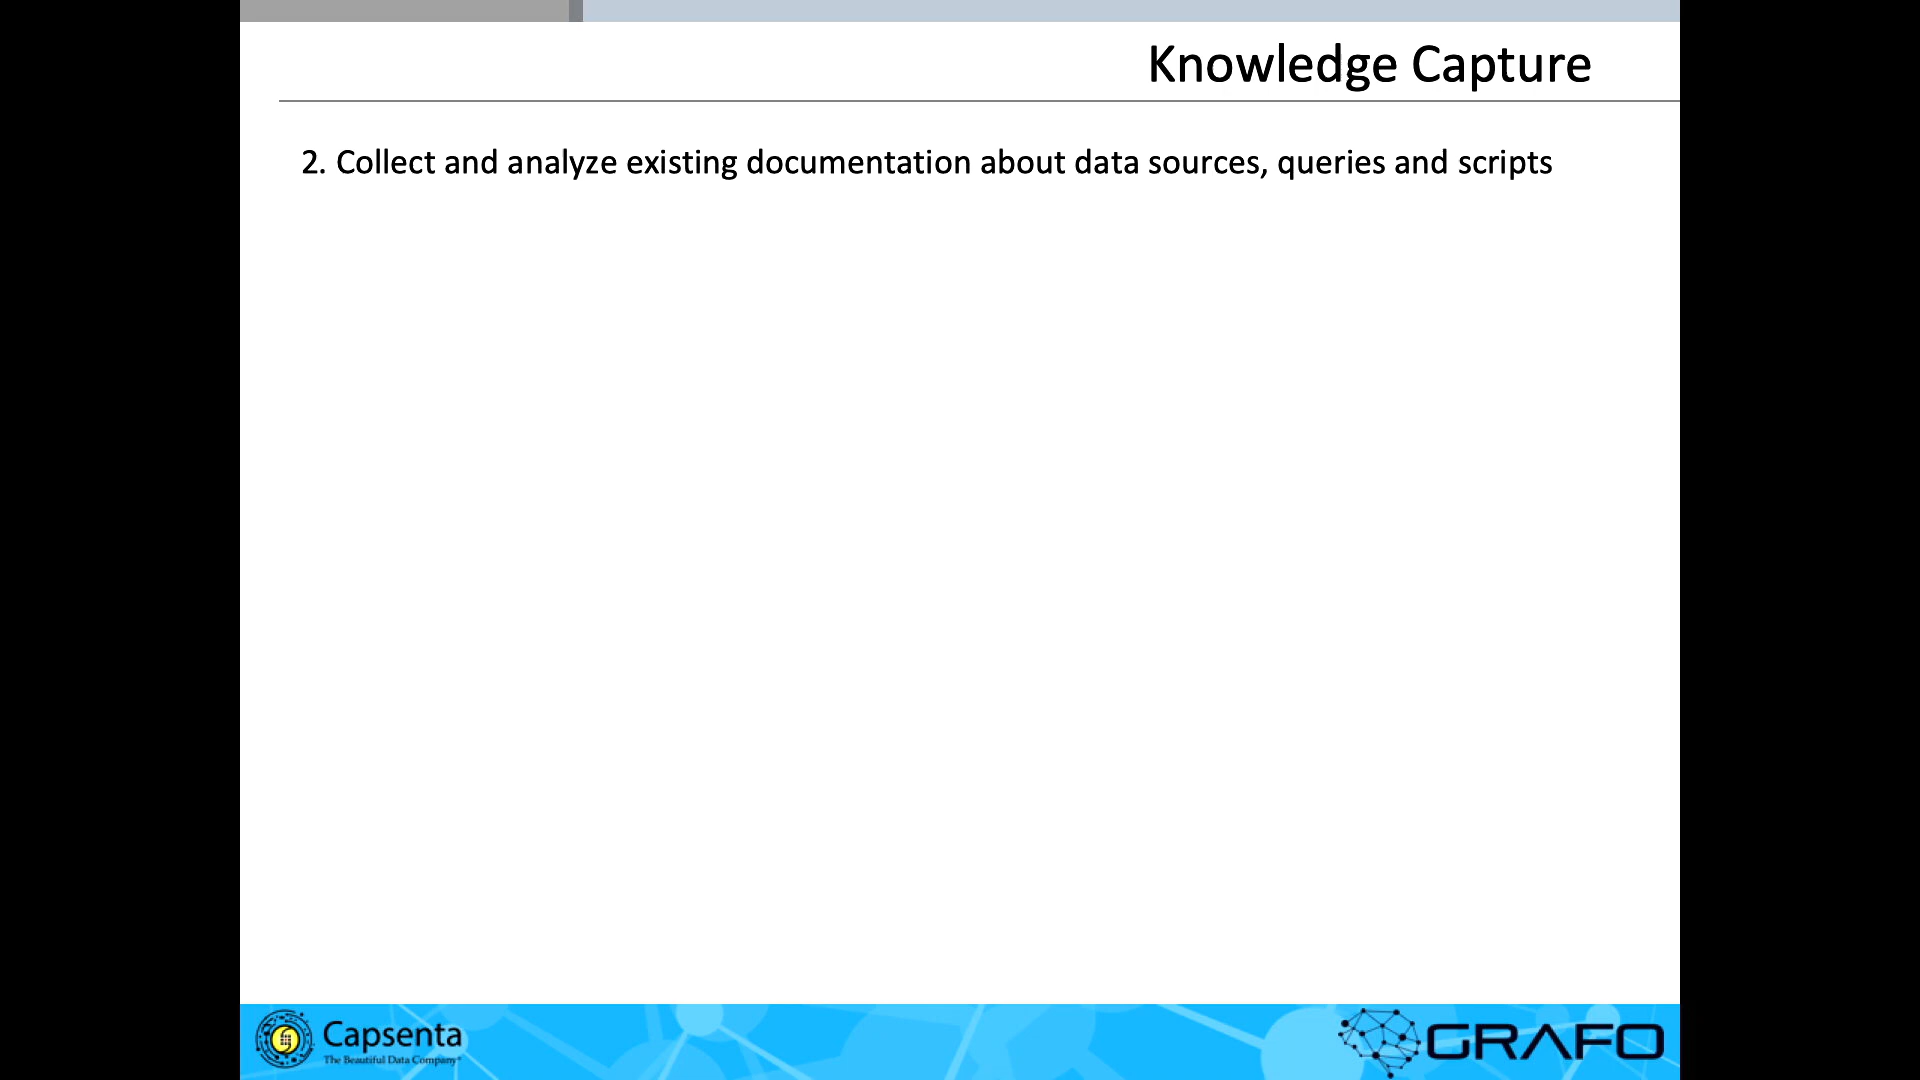 Knowledge Capture
2. Collect and analyze existing documentation about data sources, queries and scripts
Capsenta
The Beautiful Data Company
GRAFO